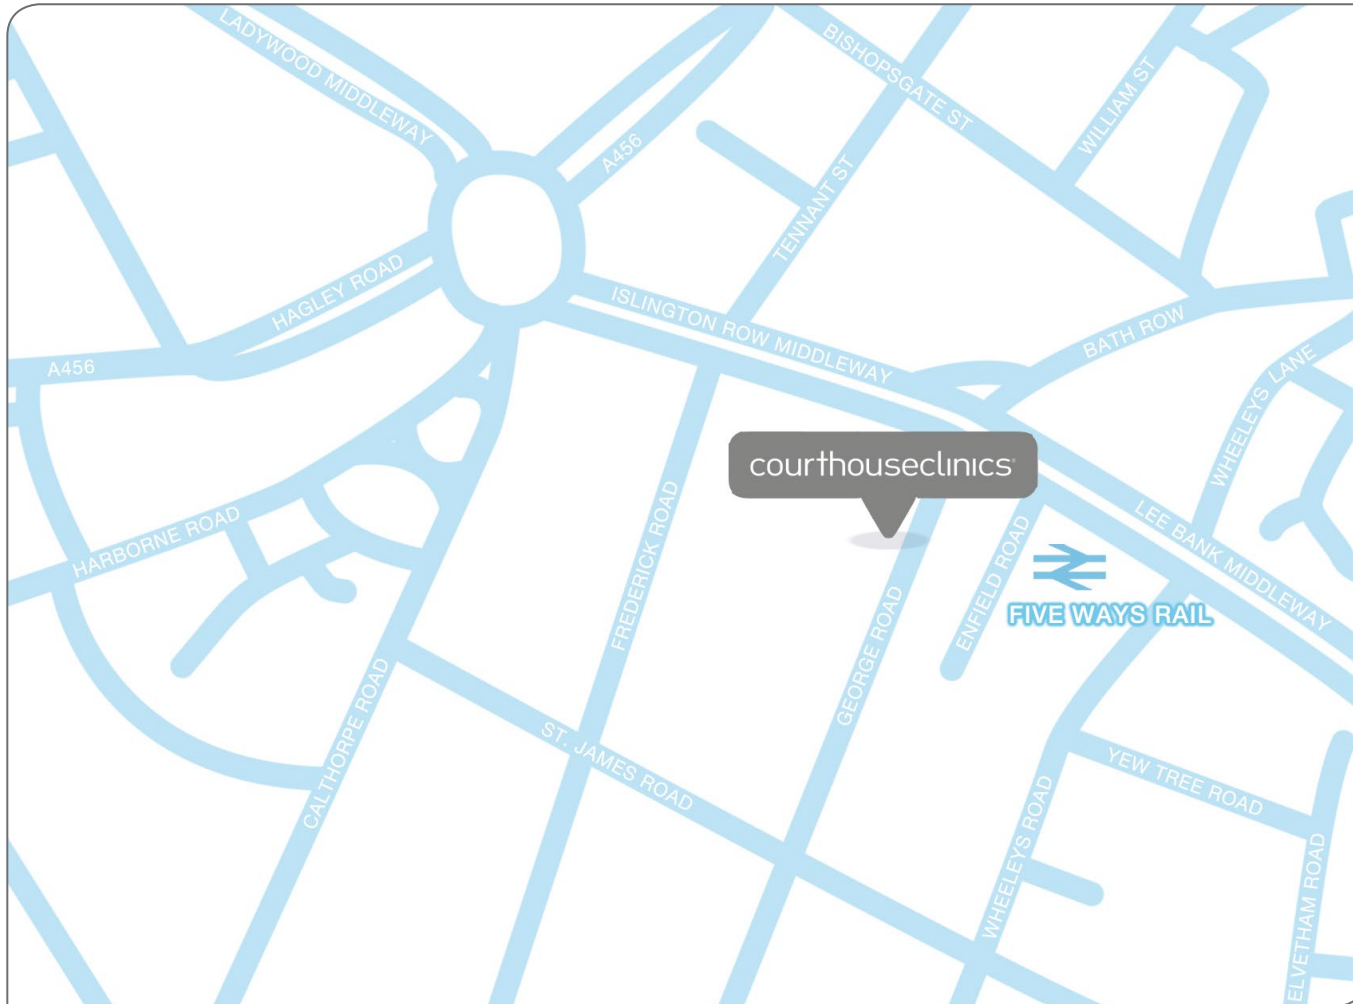 LADYWOOD MIDDLEWAY
BISHOPSGATE ST
WILLIAM ST
A456
TENNANT ST
HAGLEY ROAD
ISLINGTON ROW MIDDLEWAY
BATH ROW
A456
WHEELEYS LANE
courthouseclinics
HARBORNE ROAD
FREDERICK ROAD
LEE BANK MIDDLEWAY
ENFIELD ROAD
FIVE WAYS RAIL
GEORGE ROAD
CALTHORPE ROAD
ST. JAMES ROAD
YEW TREE ROAD
WHEELEYS ROAD
ELVETHAM ROAD